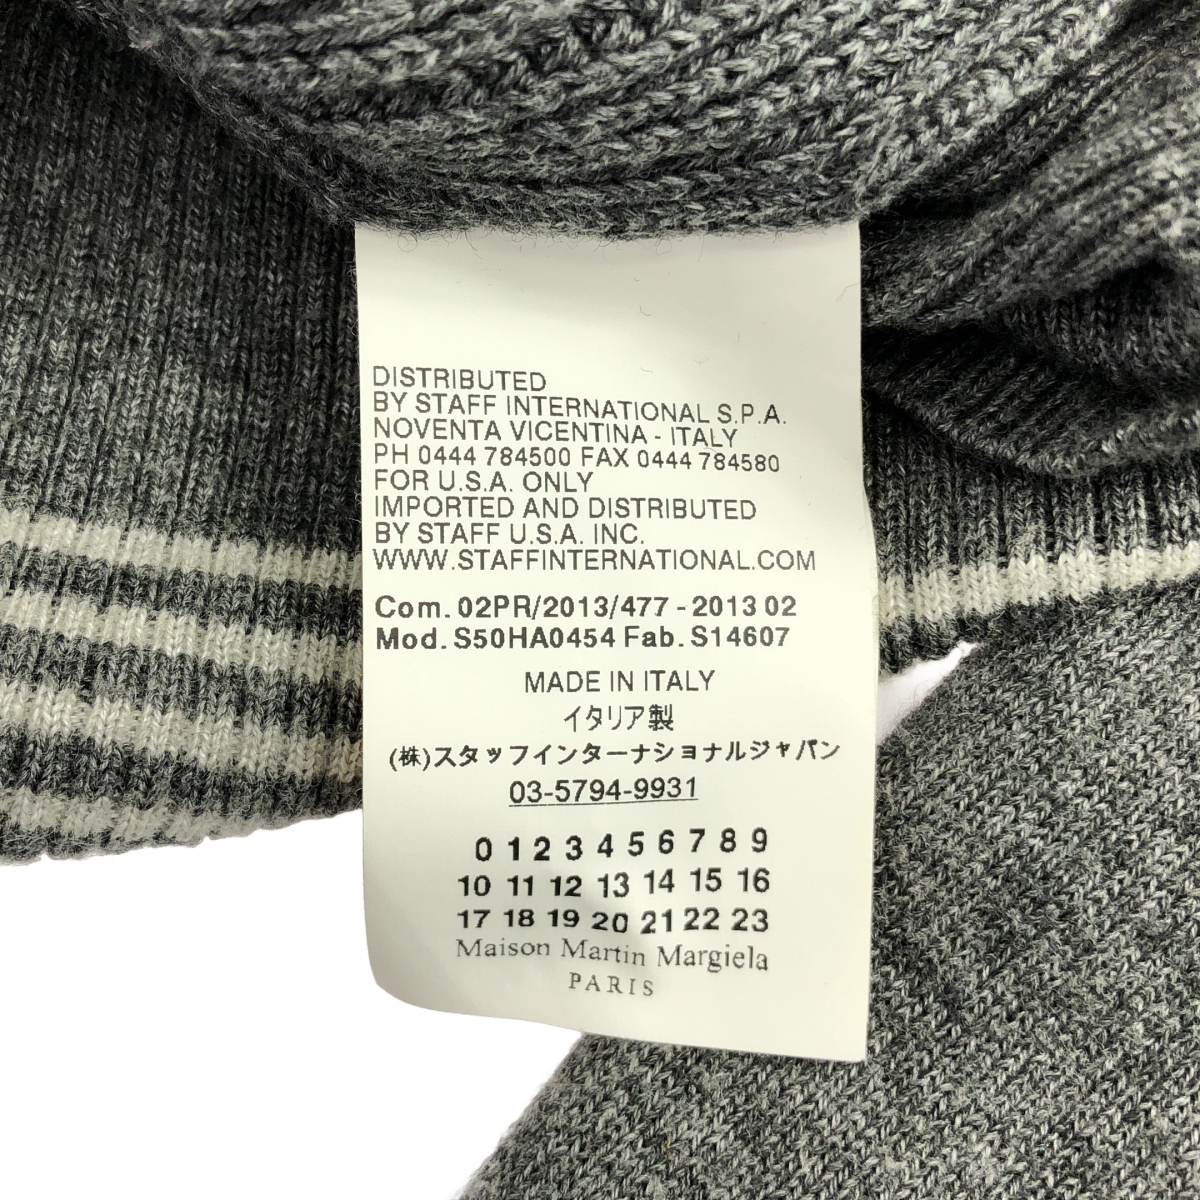 DISTRIBUTED
BY STAFF INTERNATIONAL S.P.A.
NOVENTA VICENTINA - ITALY
PH 0444 784500 FAX 0444 784580
FOR U.S.A. ONLY
IMPORTED AND DISTRIBUTED
BY STAFF U.S.A. INC.
WWW.STAFFINTERNATIONAL.COM
Com. 02PR/2013/477 - 2013 02
Mod. S50HA0454 Fab. S14607
MADE IN ITALY
イタリア製
(株)スタッフインターナショナルジャパン
03-5794-9931
0 1 2 3 4 5 6 7 8 9
10 11 12 13 14 15 16
17 18 19 20 21 22 23
Maison Martin Margiela
PARIS